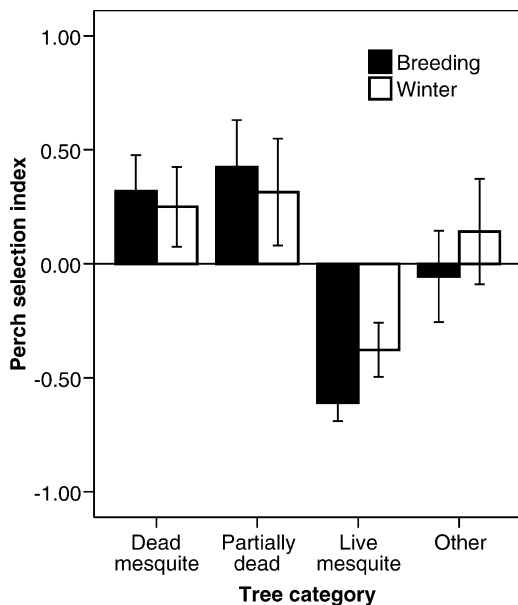 1.00
Breeding
Winter
0.50
0.00
-0.50
-1.00
Perch selection index
Dead mesquite
Partially dead
Live mesquite
Other
Tree category